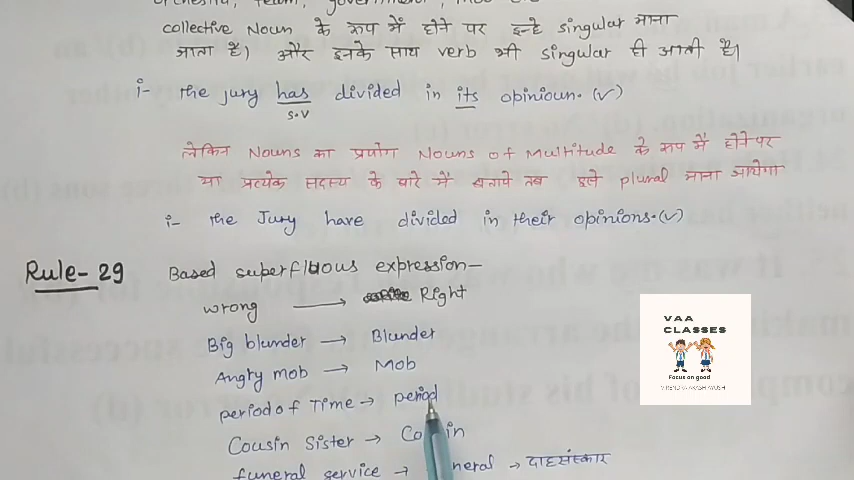 collective Noun के रूप में होने पर इन्हे singular माना
जाता है। और इनके साथ verb भी singular ही आती है।
i- the jury has divided in its opinioun. (✓)
S.V
लेकिन Nouns का प्रयोग Nouns of Multitude के रूप में होने पर
या प्रत्येक सदस्य के बारे में बताये तब इसे plural माना जायेगा
i- the Jury have divided in their opinions. (✓)
Rule-29 Based superfluous expression—
wrong → Right
Big blunder → Blunder
Angry mob → Mob
period of Time → period
Cousin Sister →
funeral service → → दाहसंस्कार
VAA
CLASSES
Focus on good